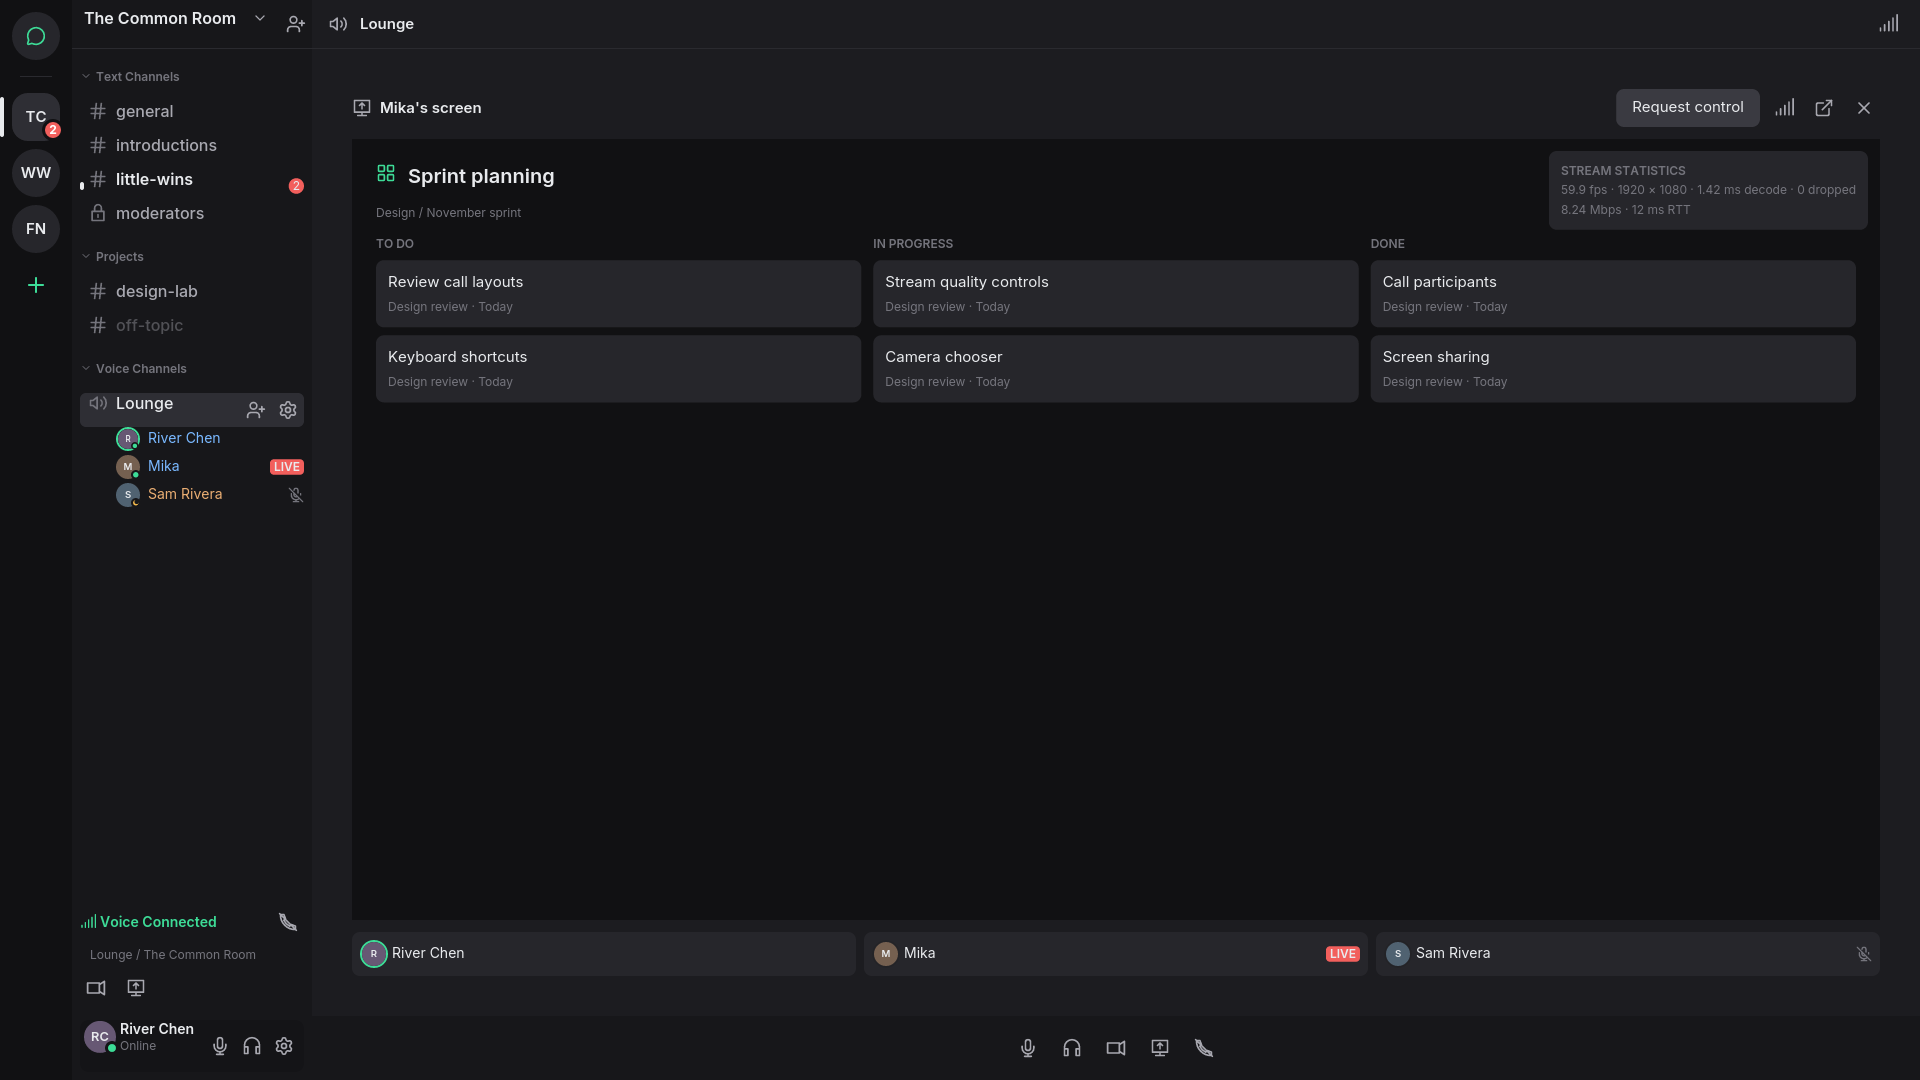 TC
2
WW
FN
The Common Room
Text Channels
general
introductions
little-wins
2
moderators
Projects
design-lab
off-topic
Voice Channels
Lounge
R
River Chen
M
Mika
LIVE
S
Sam Rivera
Voice Connected
Lounge / The Common Room
RC
River Chen
Online
Lounge
Mika's screen
Request control
Sprint planning
Design / November sprint
STREAM STATISTICS
59.9 fps · 1920 × 1080 · 1.42 ms decode · 0 dropped
8.24 Mbps · 12 ms RTT
TO DO
Review call layouts
Design review · Today
Keyboard shortcuts
Design review · Today
IN PROGRESS
Stream quality controls
Design review · Today
Camera chooser
Design review · Today
DONE
Call participants
Design review · Today
Screen sharing
Design review · Today
R
River Chen
M
Mika
LIVE
S
Sam Rivera